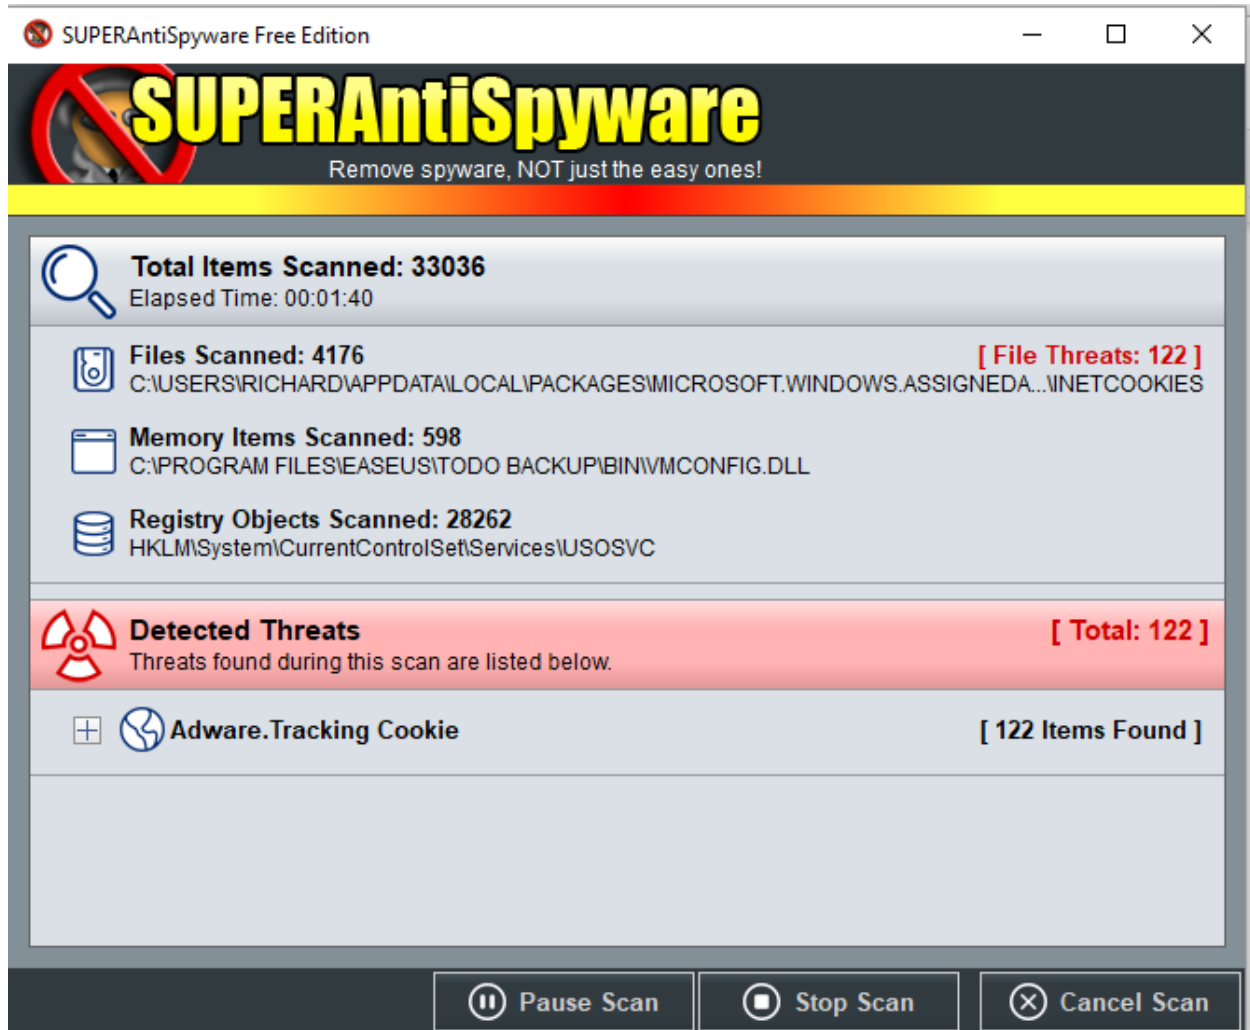 SUPERAntiSpyware Free Edition
SUPERAntiSpyware
Remove spyware, NOT just the easy ones!
Total Items Scanned: 33036
Elapsed Time: 00:01:40
Files Scanned: 4176 [ File Threats: 122 ]
C:\USERS\RICHARD\APPDATA\LOCAL\PACKAGES\MICROSOFT.WINDOWS.ASSIGNEDA...\INETCOOKIES
Memory Items Scanned: 598
C:\PROGRAM FILES\EASEUS\TODO BACKUP\BIN\VMCONFIG.DLL
Registry Objects Scanned: 28262
HKLM\System\CurrentControlSet\Services\USOSVC
Detected Threats [ Total: 122 ]
Threats found during this scan are listed below.
Adware.Tracking Cookie [ 122 Items Found ]
Pause Scan Stop Scan Cancel Scan